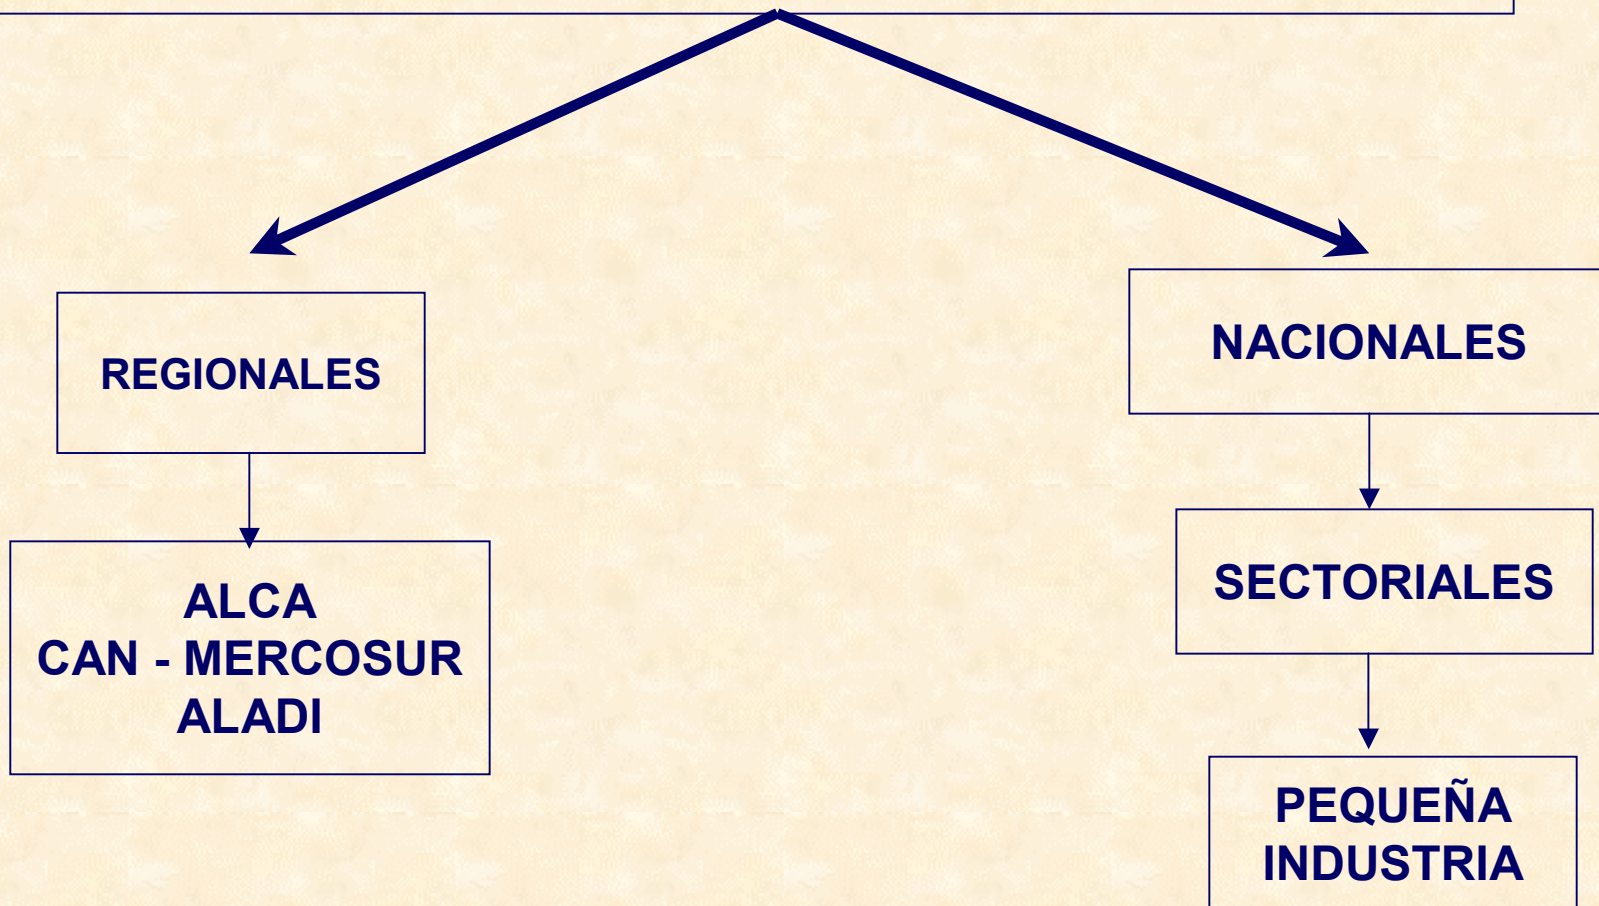 REGIONALES
NACIONALES
ALCA
CAN - MERCOSUR
ALADI
SECTORIALES
PEQUEÑA
INDUSTRIA